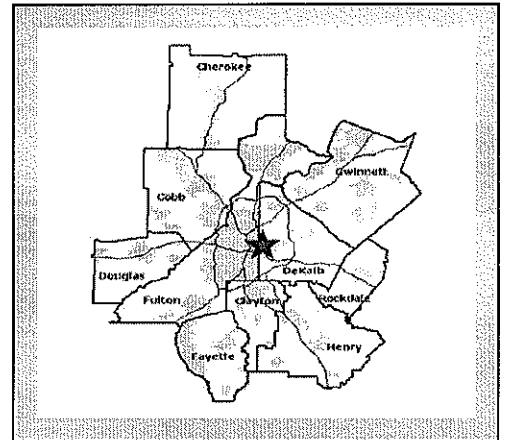 Cherokee
Gwinnett
Cobb
DeKalb
Douglas
Fulton
Clayton
Rockdale
Henry
Fayette